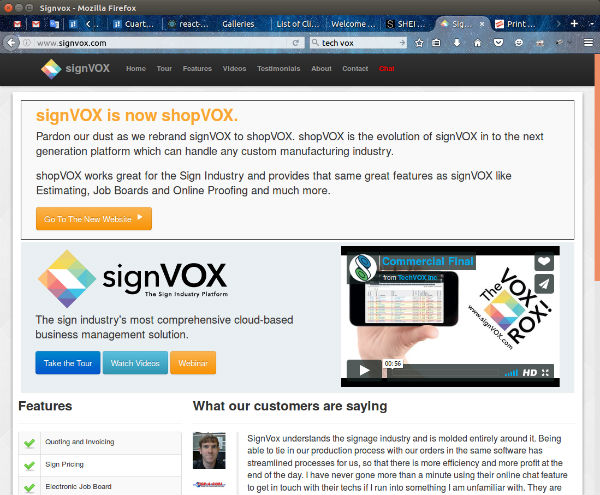 Signvox - Mozilla Firefox
Cuart... react-... Galleries List of Cli... Welcome ... SHEI ... Sig... Print ...
www.signvox.com tech vox
signVOX Home Tour Features Videos Testimonials About Contact Chat
signVOX is now shopVOX.
Pardon our dust as we rebrand signVOX to shopVOX. shopVOX is the evolution of signVOX in to the next
generation platform which can handle any custom manufacturing industry.
shopVOX works great for the Sign Industry and provides that same great features as signVOX like
Estimating, Job Boards and Online Proofing and much more.
Go To The New Website
signVOX
The Sign Industry Platform
The sign industry's most comprehensive cloud-based
business management solution.
Take the Tour Watch Videos Webinar
Commercial Final
from TechVOX Inc
The VOX
ROX!
www.signVOX.com
00:56
HD
Features
Quoting and Invoicing
Sign Pricing
Electronic Job Board
What our customers are saying
SignVox understands the signage industry and is molded entirely around it. Being
able to tie in our production process with our orders in the same software has
streamlined processes for us, so that there is more efficiency and more profit at the
end of the day. I have never gone more than a minute using their online chat feature
to get in touch with their techs if I run into something I am unfamiliar with. They are